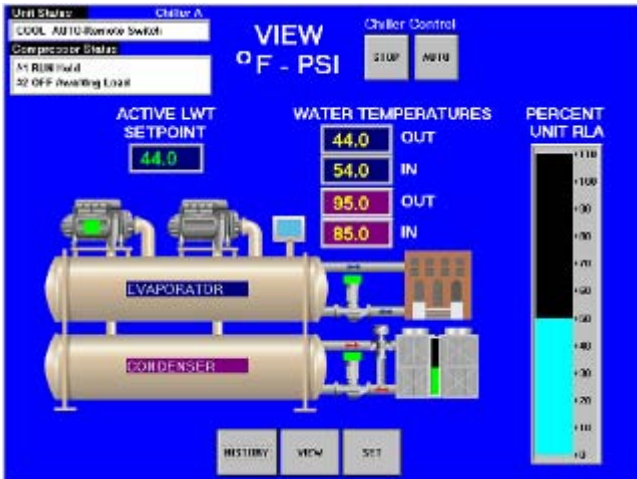 Unit Status Chiller A
COOL AUTO-Remote Switch
Compressor Status
#1 RUN Hold
#2 OFF Awaiting Load
VIEW
°F - PSI
Chiller Control
STOP
AUTO
ACTIVE LWT
SETPOINT
44.0
WATER TEMPERATURES
44.0 OUT
54.0 IN
95.0 OUT
85.0 IN
PERCENT
UNIT RLA
+110
+100
+90
+80
+70
+60
+50
+40
+30
+20
+10
+0
EVAPORATOR
CONDENSER
HISTORY
VIEW
SET